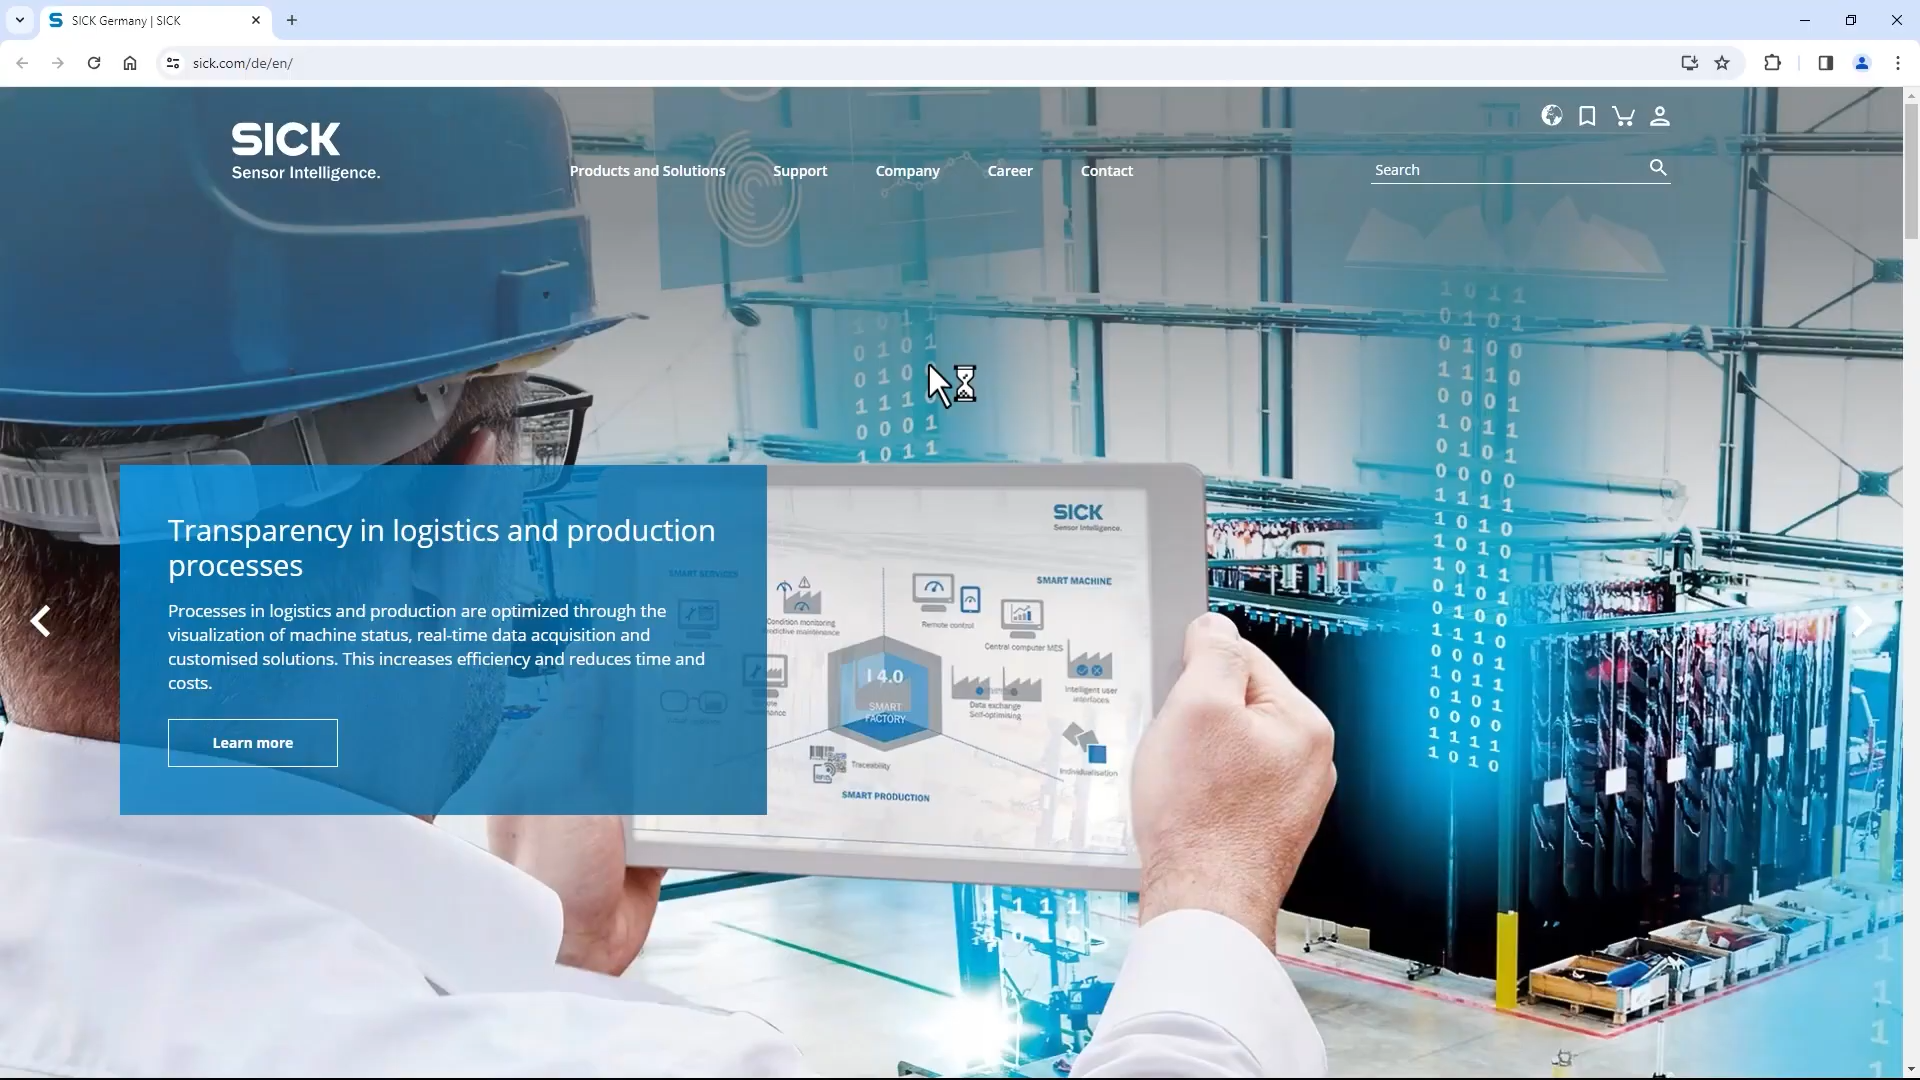 SICK Germany | SICK
sick.com/de/en/
SICK
Sensor Intelligence.
Products and Solutions
Support
Company
Career
Contact
Search
Transparency in logistics and production
processes
Processes in logistics and production are optimized through the
visualization of machine status, real-time data acquisition and
customised solutions. This increases efficiency and reduces time and
costs.
Learn more
SICK
Sensor Intelligence.
SMART SERVICES
SMART MACHINE
Condition monitoring
Remote control
Central computer MES
I 4.0
SMART
FACTORY
Data exchange
Self-optimising
Intelligent user
interfaces
Traceability
Individualisation
SMART PRODUCTION